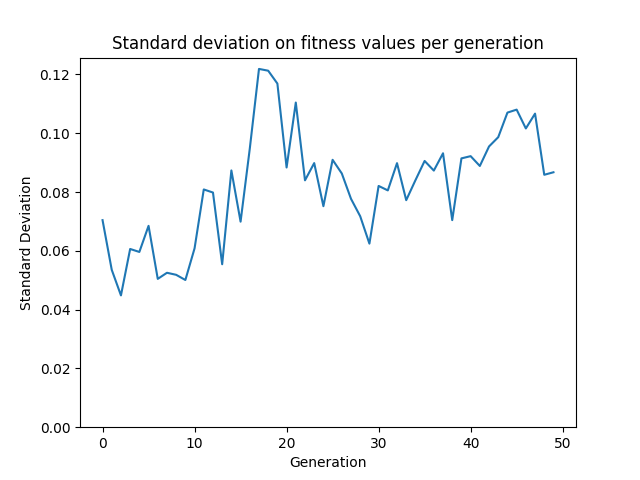 Standard deviation on fitness values per generation
0.12
0.10
0.08
0.06
0.04
0.02
0.00
Standard Deviation
0 10 20 30 40 50
Generation